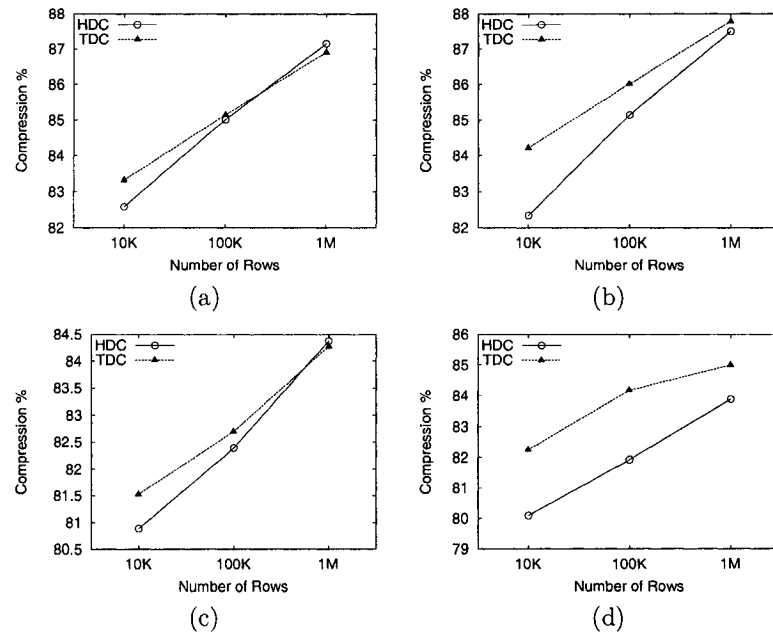 88
87
86
85
84
83
82
Compression %
HDC
TDC
10K 100K 1M
Number of Rows
(a)
88
87
86
85
84
83
82
Compression %
HDC
TDC
10K 100K 1M
Number of Rows
(b)
84.5
84
83.5
83
82.5
82
81.5
81
80.5
Compression %
HDC
TDC
10K 100K 1M
Number of Rows
(c)
86
85
84
83
82
81
80
79
Compression %
HDC
TDC
10K 100K 1M
Number of Rows
(d)